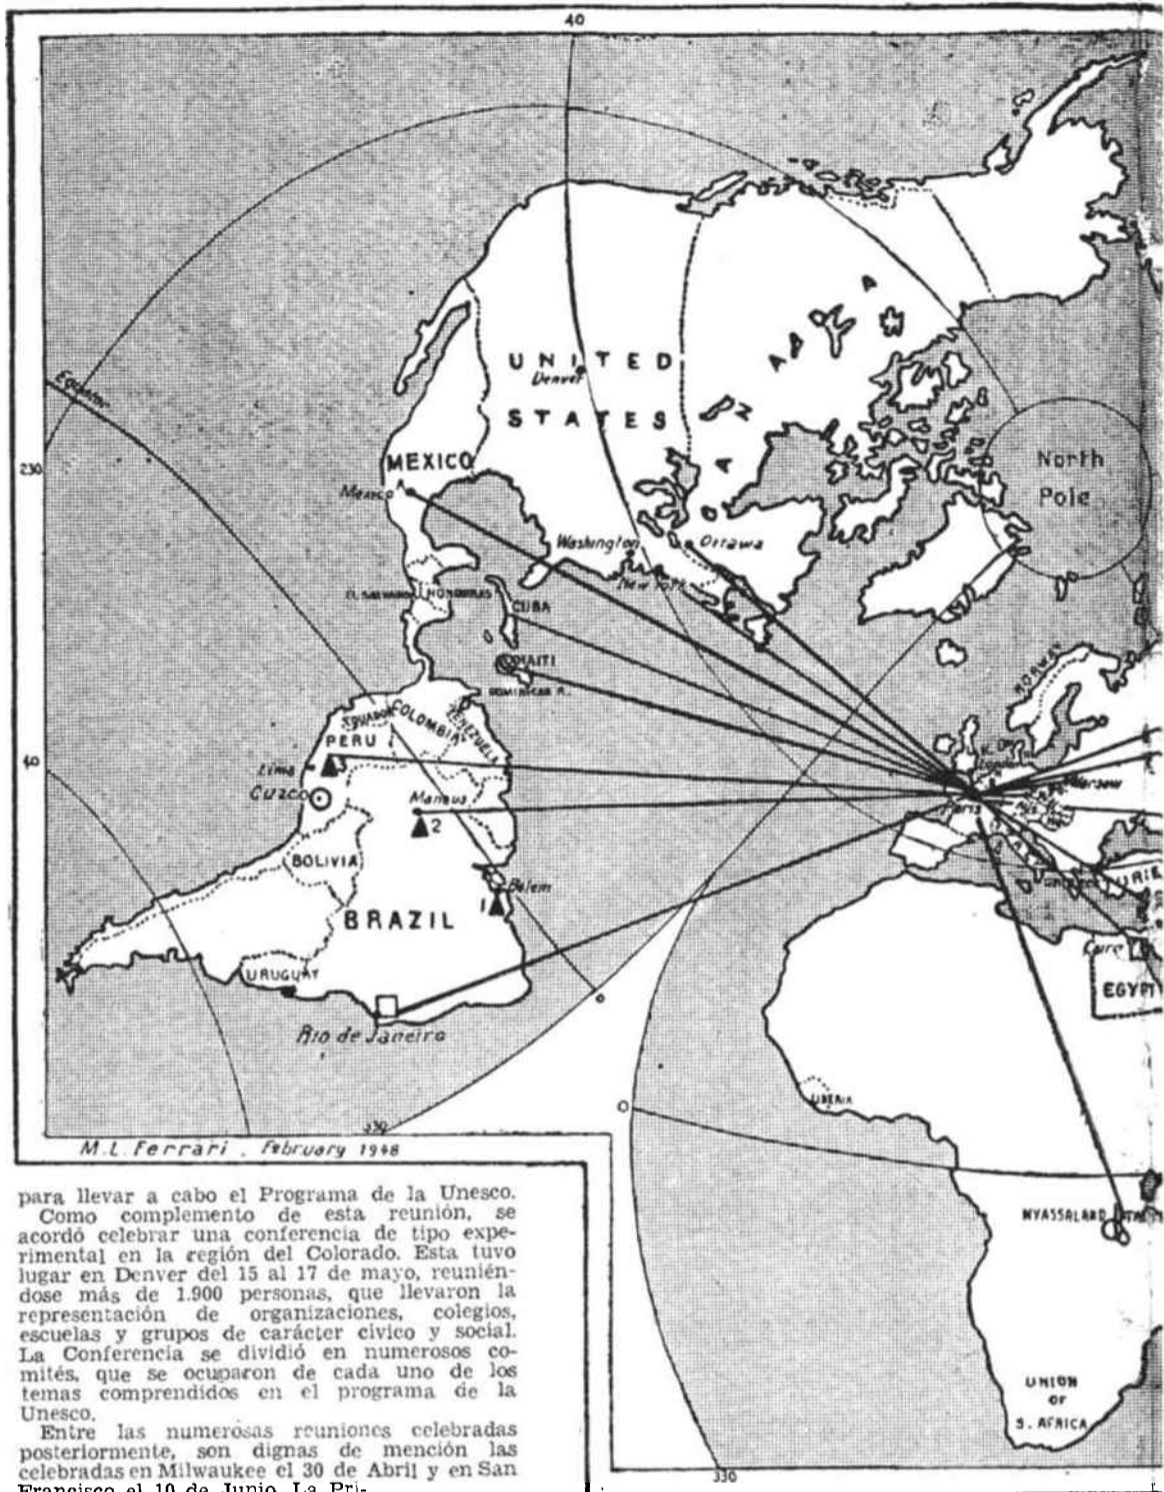 40
Equator
230
UNITED
Denver
STATES
CANADA
North
Pole
MEXICO
Mexico
Washington
Ottawa
New York
EL SALVADOR
HONDURAS
CUBA
HAITI
DOMINICAN R.
NORWAY
ECUADOR
COLOMBIA
VENEZUELA
PERU
Lima
Cuzco
Manaus
2
Paris
Warsaw
BOLIVIA
Belem
1
BRAZIL
URUGUAY
Rio de Janeiro
EGYPT
LIBERIA
330
M.L. Ferrari . February 1948
NYASSALAND
UNION
OF
S. AFRICA
330
para llevar a cabo el Programa de la Unesco.
Como complemento de esta reunión, se
acordó celebrar una conferencia de tipo expe-
rimental en la región del Colorado. Esta tuvo
lugar en Denver del 15 al 17 de mayo, reunién-
dose más de 1.900 personas, que llevaron la
representación de organizaciones, colegios,
escuelas y grupos de carácter cívico y social.
La Conferencia se dividió en numerosos co-
mités, que se ocuparon de cada uno de los
temas comprendidos en el programa de la
Unesco.
Entre las numerosas reuniones celebradas
posteriormente, son dignas de mención las
celebradas en Milwaukee el 30 de Abril y en San
Francisco el 10 de Junio. La Pri-